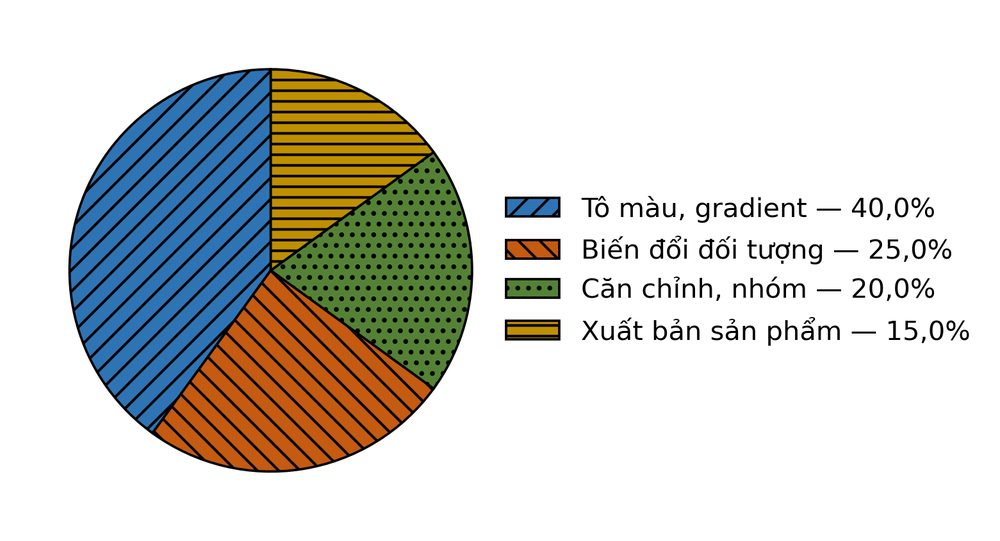 Tô màu, gradient — 40,0%
Biến đổi đối tượng — 25,0%
Căn chỉnh, nhóm — 20,0%
Xuất bản sản phẩm — 15,0%